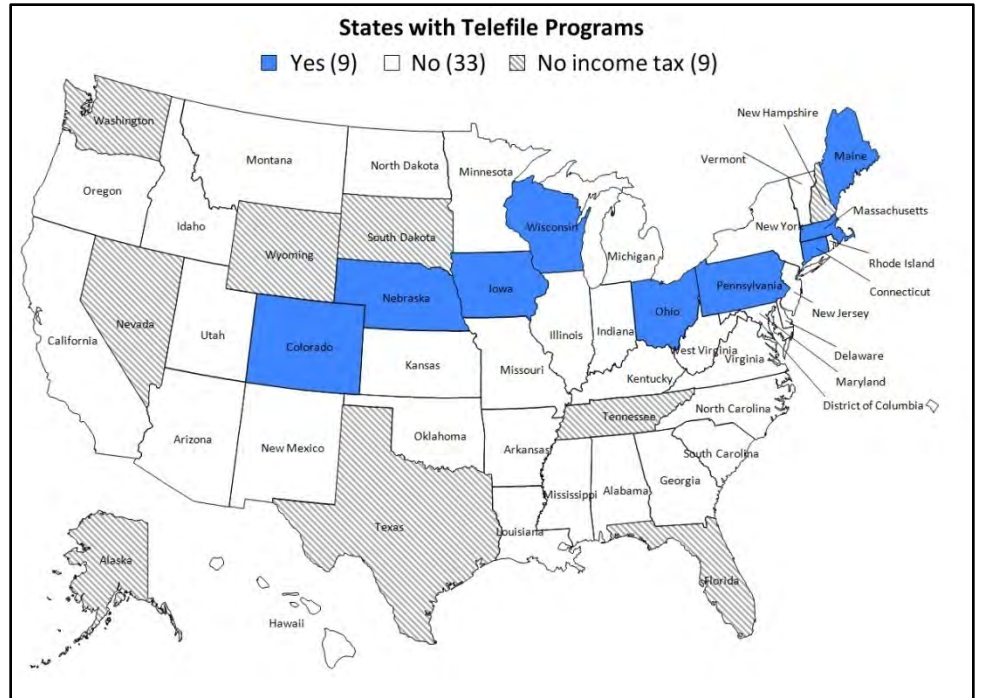 States with Telefile Programs
Yes (9) No (33) No income tax (9)
Washington
Oregon
Montana
Idaho
Wyoming
North Dakota
South Dakota
Minnesota
Wisconsin
Michigan
New Hampshire
Vermont
Maine
Massachusetts
New York
Rhode Island
Connecticut
New Jersey
Pennsylvania
Delaware
Maryland
District of Columbia
Nebraska
Iowa
Ohio
Nevada
Utah
California
Colorado
Kansas
Missouri
Illinois
Indiana
West Virginia
Virginia
Kentucky
Tennessee
North Carolina
South Carolina
Arizona
New Mexico
Oklahoma
Arkansas
Mississippi
Alabama
Georgia
Texas
Louisiana
Florida
Alaska
Hawaii